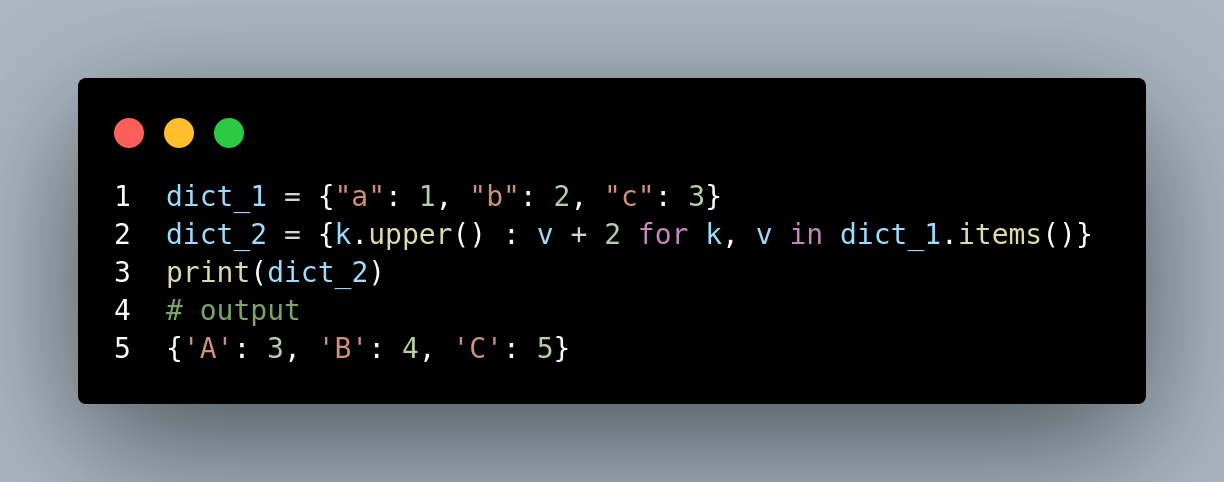 1 dict_1 = {"a": 1, "b": 2, "c": 3}
2 dict_2 = {k.upper() : v + 2 for k, v in dict_1.items()}
3 print(dict_2)
4 # output
5 {'A': 3, 'B': 4, 'C': 5}